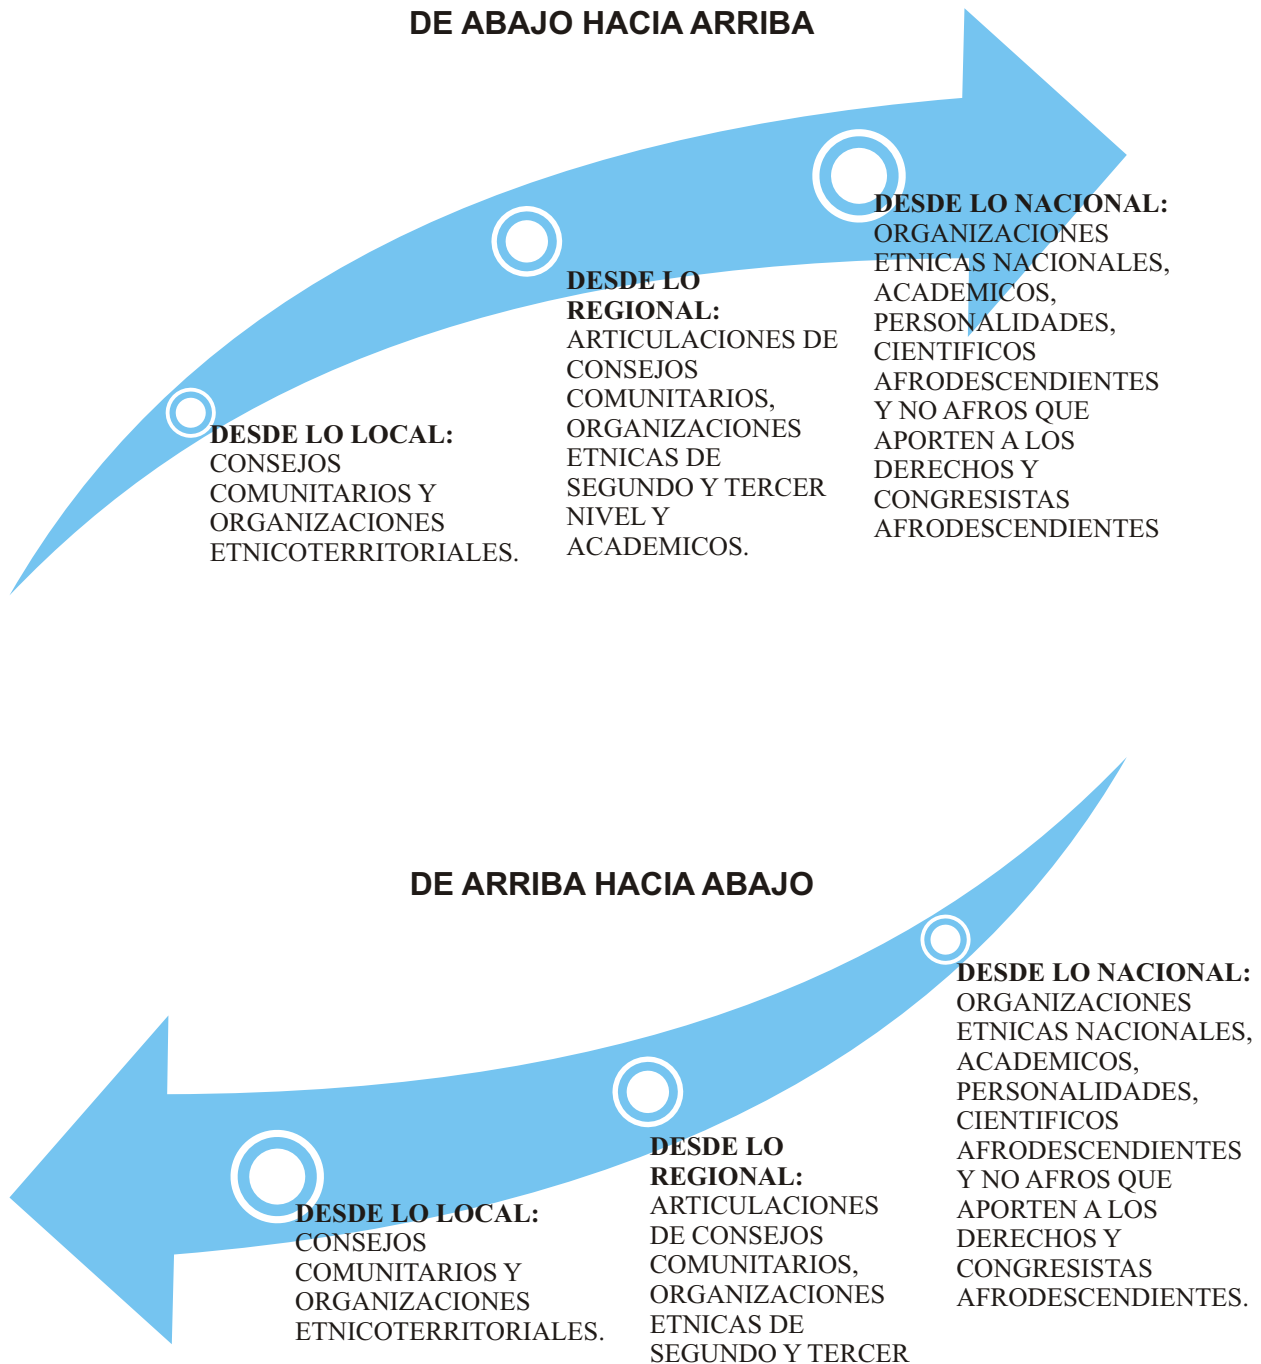 DE ABAJO HACIA ARRIBA
DESDE LO LOCAL:
CONSEJOS
COMUNITARIOS Y
ORGANIZACIONES
ETNICOTERRITORIALES.
DESDE LO
REGIONAL:
ARTICULACIONES DE
CONSEJOS
COMUNITARIOS,
ORGANIZACIONES
ETNICAS DE
SEGUNDO Y TERCER
NIVEL Y
ACADEMICOS.
DESDE LO NACIONAL:
ORGANIZACIONES
ETNICAS NACIONALES,
ACADEMICOS,
PERSONALIDADES,
CIENTIFICOS
AFRODESCENDIENTES
Y NO AFROS QUE
APORTEN A LOS
DERECHOS Y
CONGRESISTAS
AFRODESCENDIENTES
DE ARRIBA HACIA ABAJO
DESDE LO LOCAL:
CONSEJOS
COMUNITARIOS Y
ORGANIZACIONES
ETNICOTERRITORIALES.
DESDE LO
REGIONAL:
ARTICULACIONES
DE CONSEJOS
COMUNITARIOS,
ORGANIZACIONES
ETNICAS DE
SEGUNDO Y TERCER
DESDE LO NACIONAL:
ORGANIZACIONES
ETNICAS NACIONALES,
ACADEMICOS,
PERSONALIDADES,
CIENTIFICOS
AFRODESCENDIENTES
Y NO AFROS QUE
APORTEN A LOS
DERECHOS Y
CONGRESISTAS
AFRODESCENDIENTES.